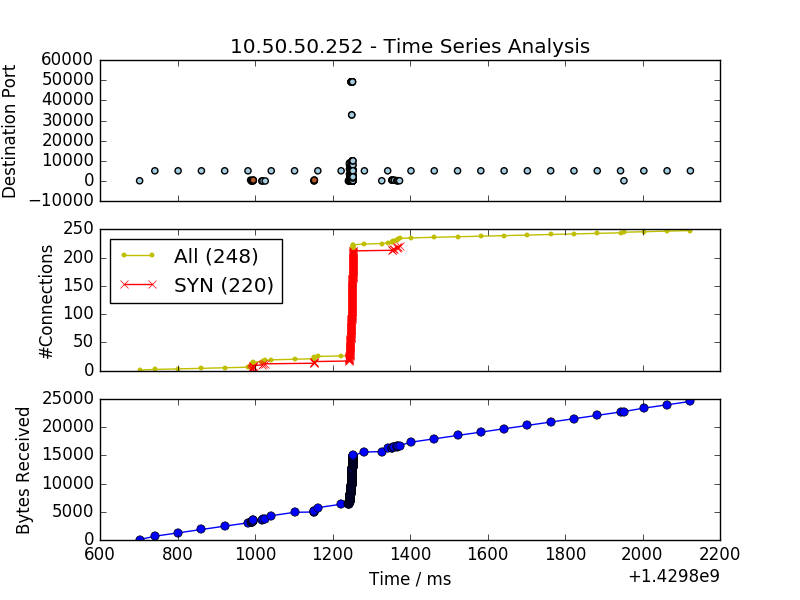 10.50.50.252 - Time Series Analysis
Destination Port
60000
50000
40000
30000
20000
10000
0
−10000
#Connections
250
200
150
100
50
0
All (248)
SYN (220)
Bytes Received
25000
20000
15000
10000
5000
0
600 800 1000 1200 1400 1600 1800 2000 2200
Time / ms
+1.4298e9